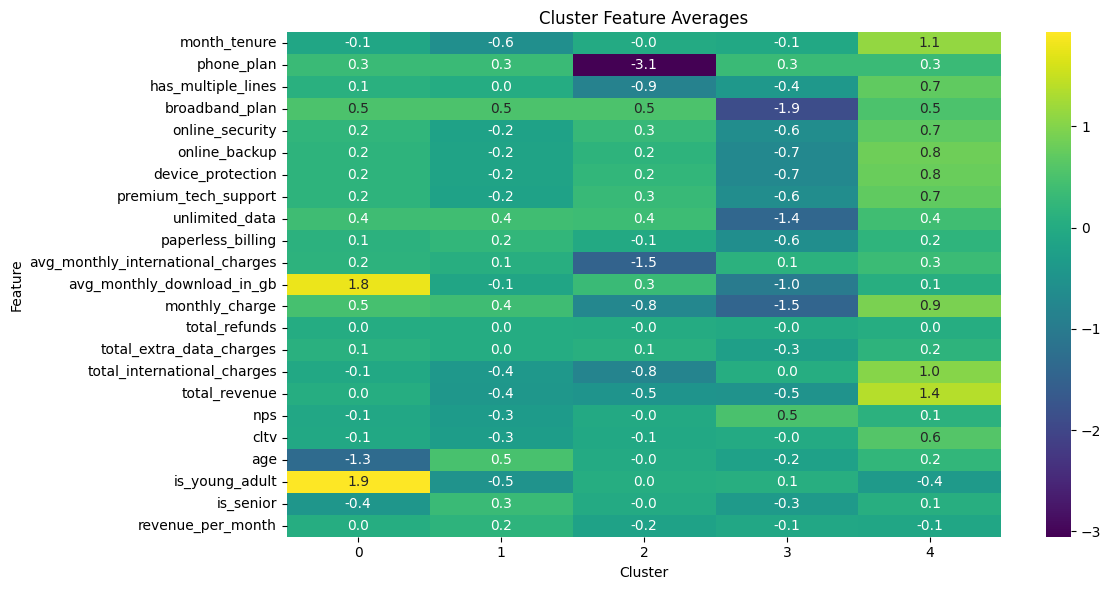 Cluster Feature Averages
month_tenure -0.1 -0.6 -0.0 -0.1 1.1
phone_plan 0.3 0.3 -3.1 0.3 0.3
has_multiple_lines 0.1 0.0 -0.9 -0.4 0.7
broadband_plan 0.5 0.5 0.5 -1.9 0.5
online_security 0.2 -0.2 0.3 -0.6 0.7
online_backup 0.2 -0.2 0.2 -0.7 0.8
device_protection 0.2 -0.2 0.2 -0.7 0.8
premium_tech_support 0.2 -0.2 0.3 -0.6 0.7
unlimited_data 0.4 0.4 0.4 -1.4 0.4
paperless_billing 0.1 0.2 -0.1 -0.6 0.2
avg_monthly_international_charges 0.2 0.1 -1.5 0.1 0.3
avg_monthly_download_in_gb 1.8 -0.1 0.3 -1.0 0.1
monthly_charge 0.5 0.4 -0.8 -1.5 0.9
total_refunds 0.0 0.0 -0.0 -0.0 0.0
total_extra_data_charges 0.1 0.0 0.1 -0.3 0.2
total_international_charges -0.1 -0.4 -0.8 0.0 1.0
total_revenue 0.0 -0.4 -0.5 -0.5 1.4
nps -0.1 -0.3 -0.0 0.5 0.1
cltv -0.1 -0.3 -0.1 -0.0 0.6
age -1.3 0.5 -0.0 -0.2 0.2
is_young_adult 1.9 -0.5 0.0 0.1 -0.4
is_senior -0.4 0.3 -0.0 -0.3 0.1
revenue_per_month 0.0 0.2 -0.2 -0.1 -0.1
0 1 2 3 4
Cluster
Feature
1
0
−1
−2
−3